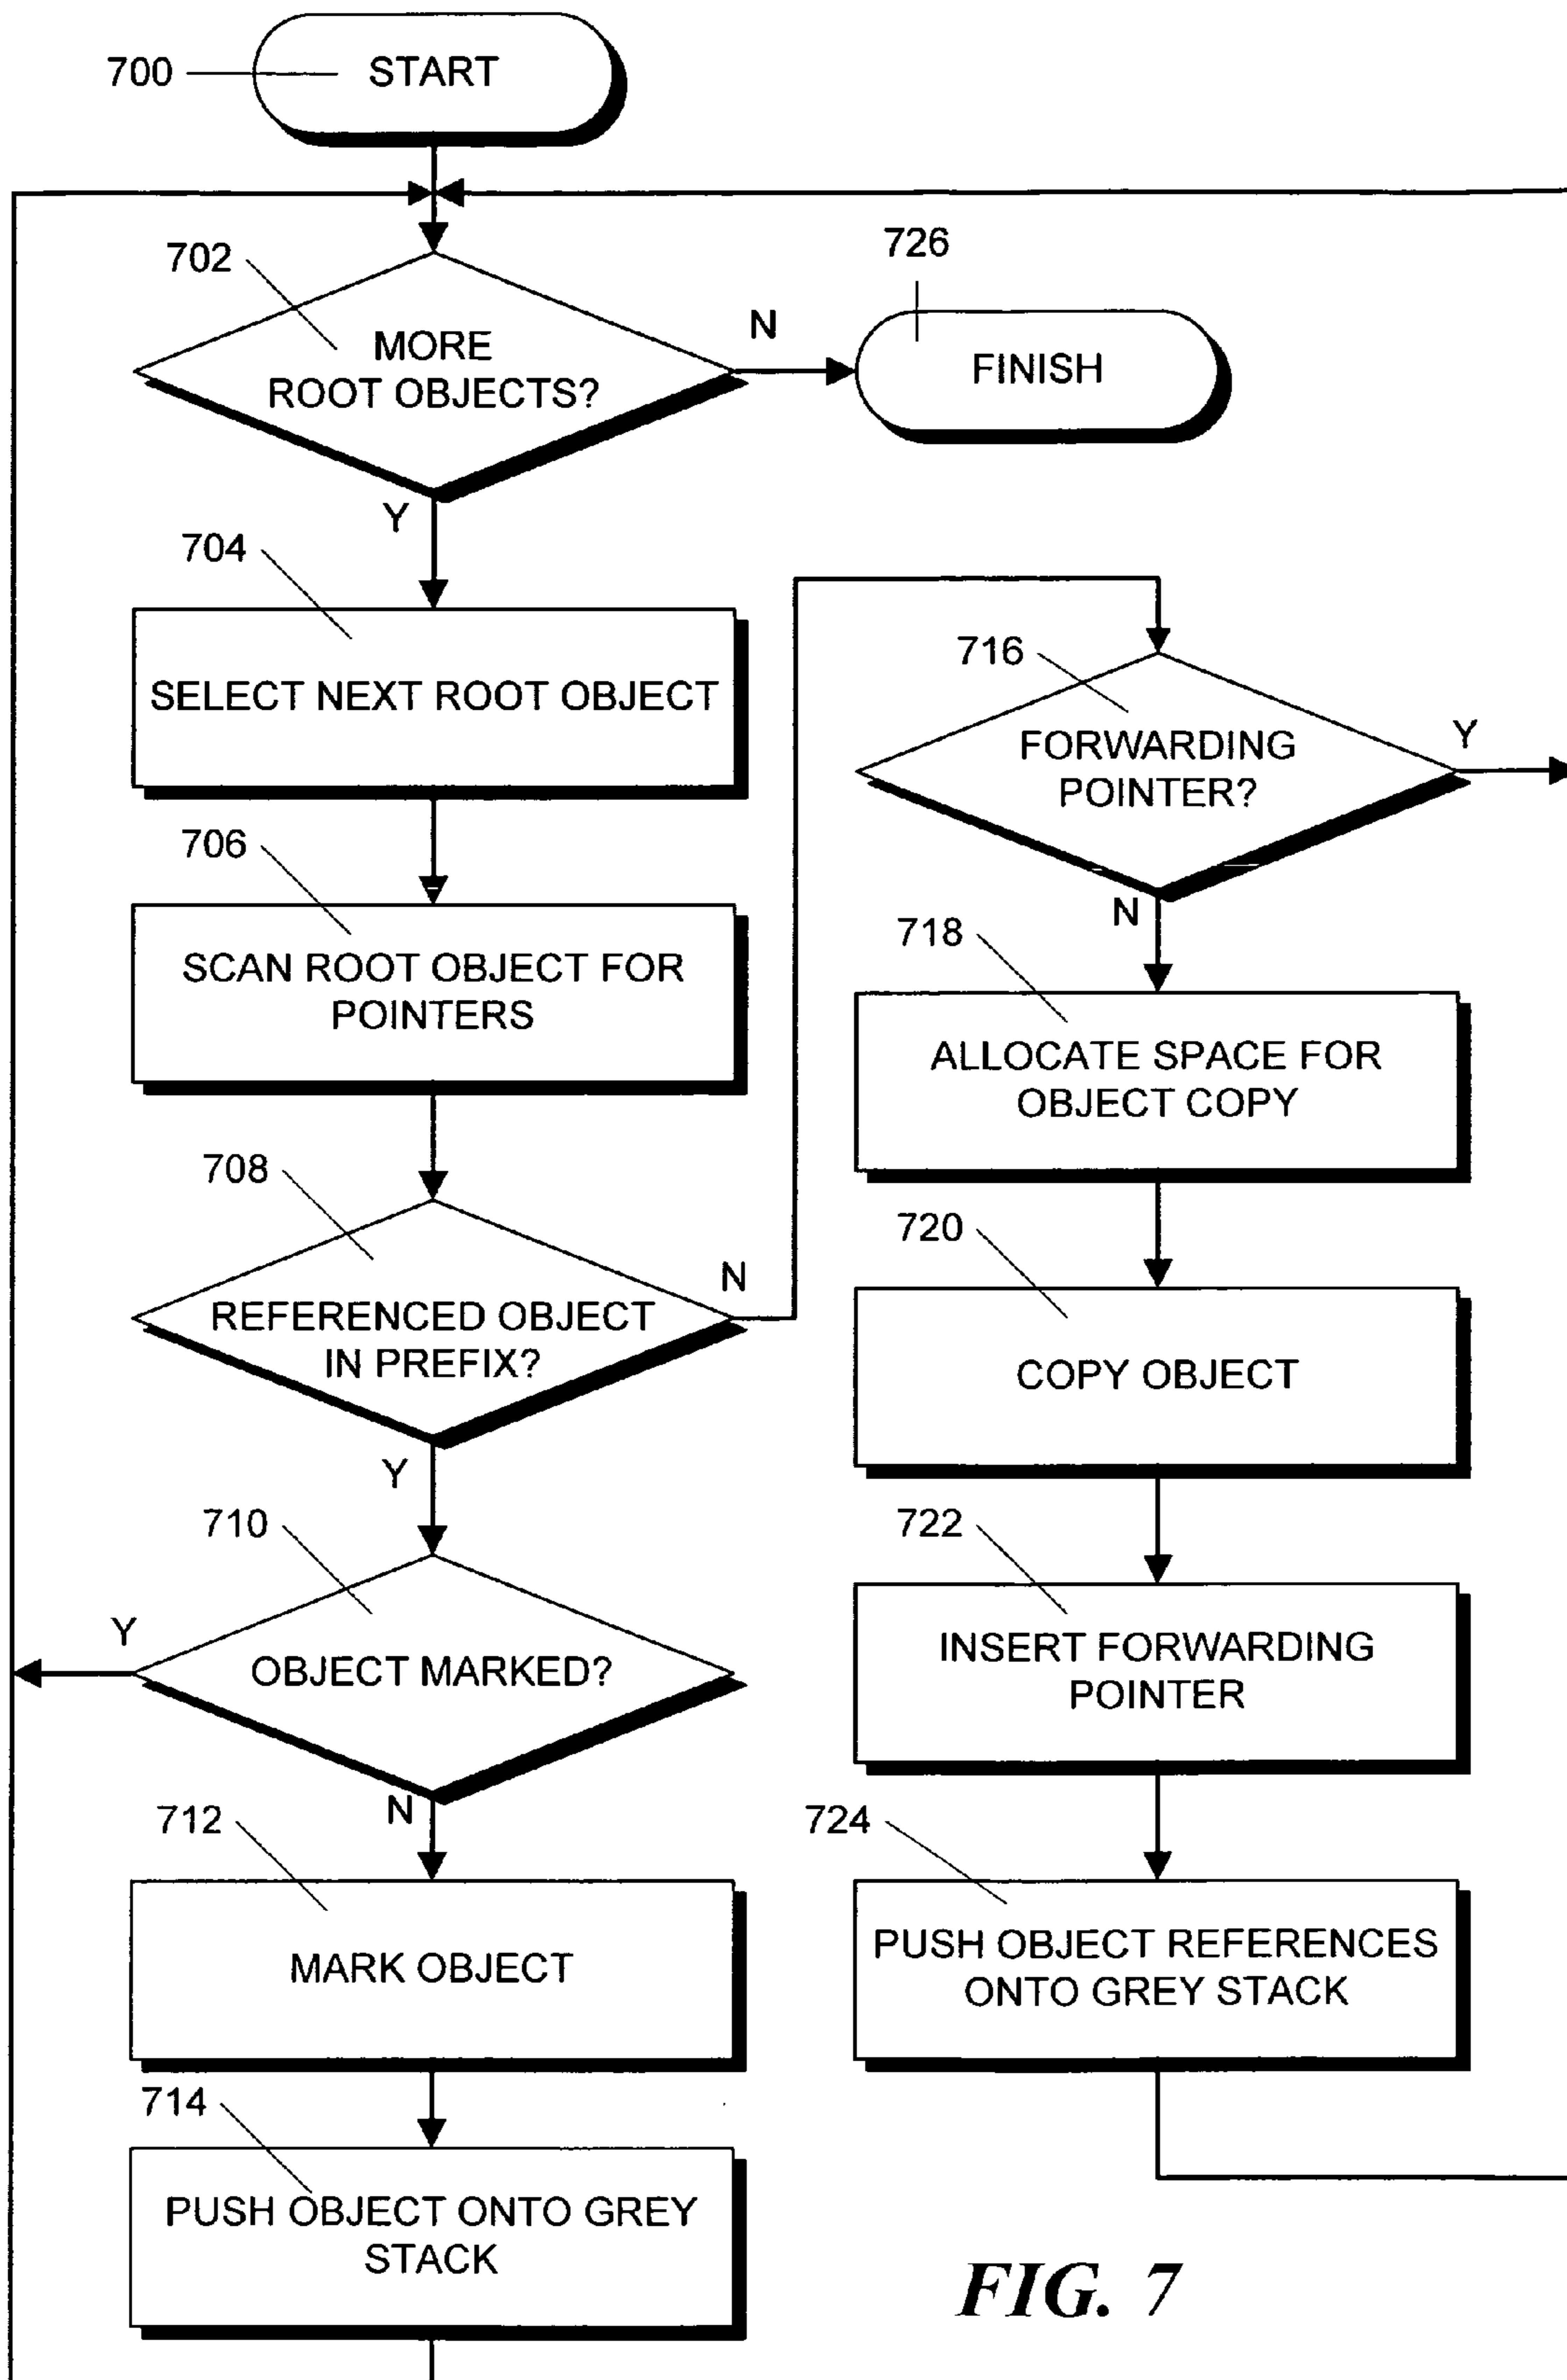 700
START
702
MORE
ROOT OBJECTS?
N
726
FINISH
Y
704
SELECT NEXT ROOT OBJECT
706
SCAN ROOT OBJECT FOR
POINTERS
708
REFERENCED OBJECT
IN PREFIX?
N
Y
710
OBJECT MARKED?
Y
N
712
MARK OBJECT
714
PUSH OBJECT ONTO GREY
STACK
716
FORWARDING
POINTER?
Y
N
718
ALLOCATE SPACE FOR
OBJECT COPY
720
COPY OBJECT
722
INSERT FORWARDING
POINTER
724
PUSH OBJECT REFERENCES
ONTO GREY STACK
FIG. 7